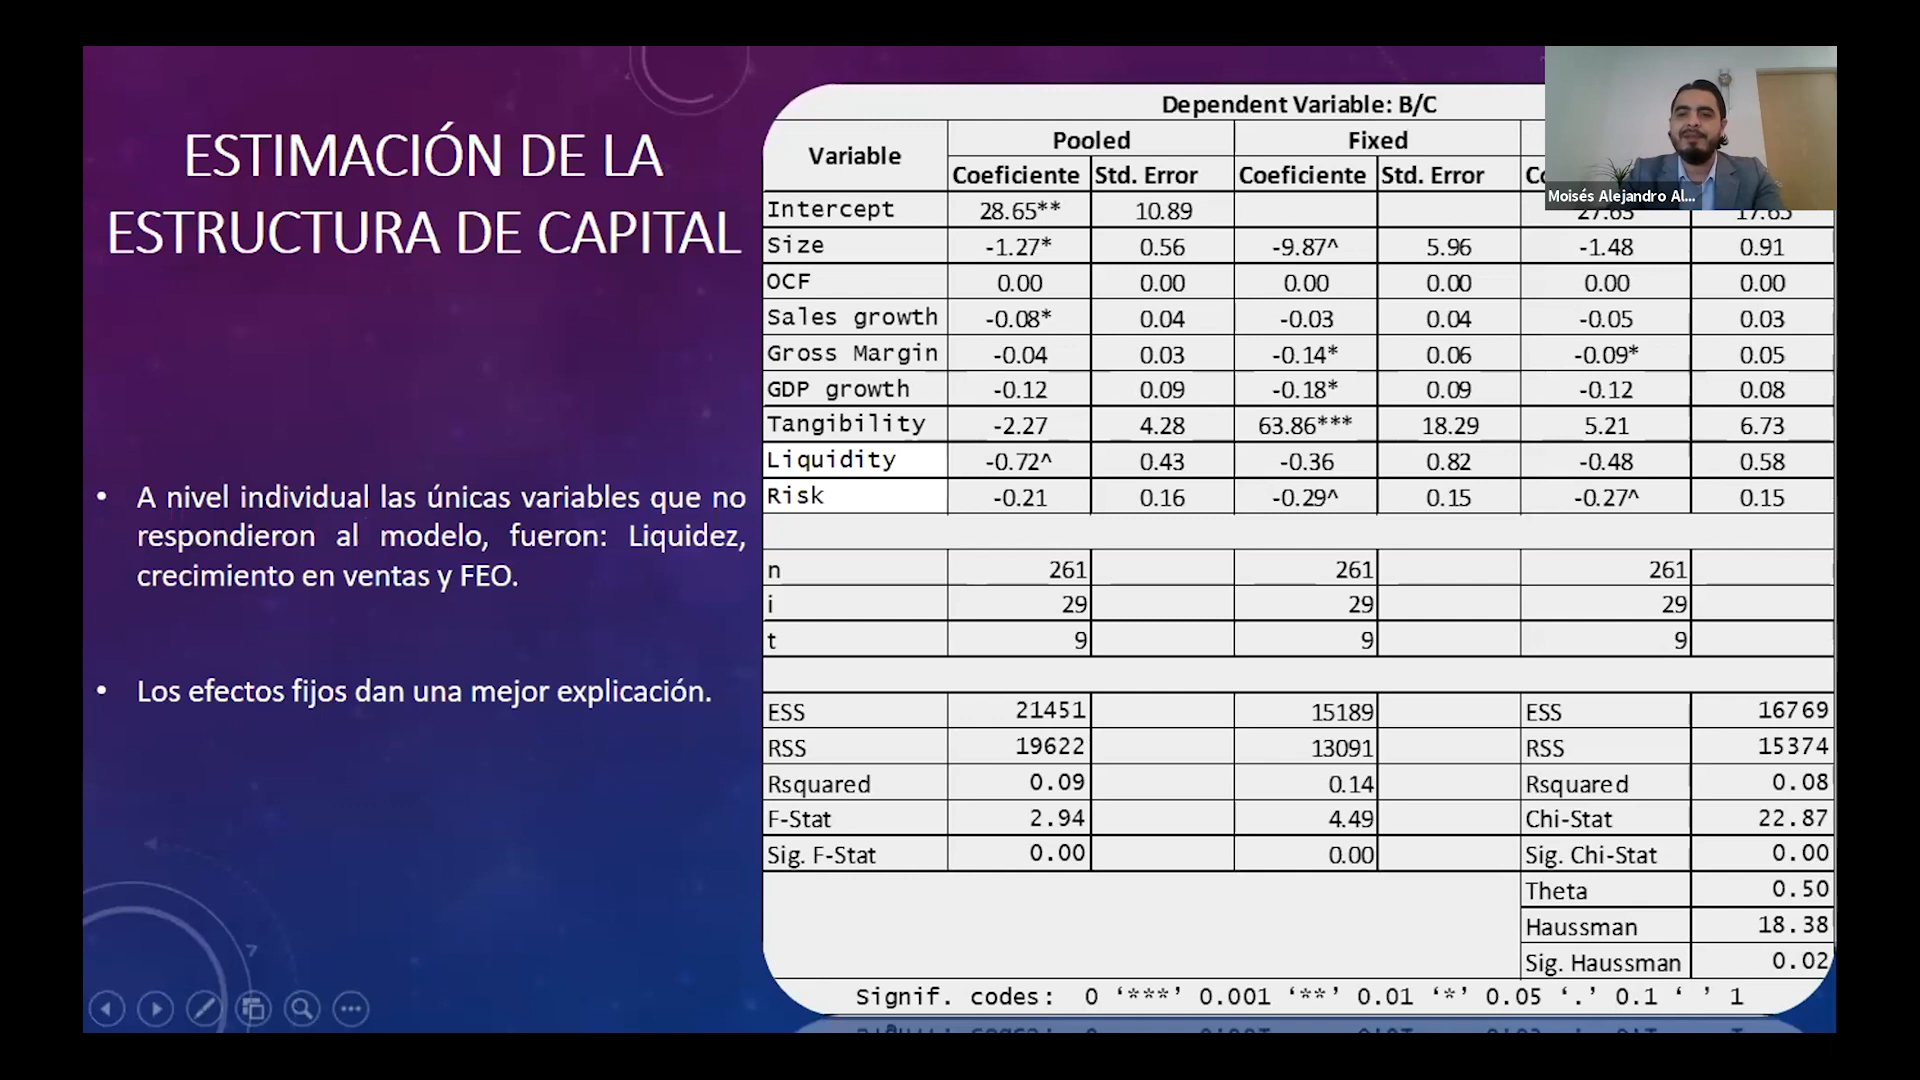 ESTIMACIÓN DE LA
ESTRUCTURA DE CAPITAL
• A nivel individual las únicas variables que no
respondieron al modelo, fueron: Liquidez,
crecimiento en ventas y FEO.
• Los efectos fijos dan una mejor explicación.
7
Dependent Variable: B/C
Variable Pooled Fixed
Coeficiente Std. Error Coeficiente Std. Error
Intercept 28.65** 10.89 27.65 17.65
Size -1.27* 0.56 -9.87^ 5.96 -1.48 0.91
OCF 0.00 0.00 0.00 0.00 0.00 0.00
Sales growth -0.08* 0.04 -0.03 0.04 -0.05 0.03
Gross Margin -0.04 0.03 -0.14* 0.06 -0.09* 0.05
GDP growth -0.12 0.09 -0.18* 0.09 -0.12 0.08
Tangibility -2.27 4.28 63.86*** 18.29 5.21 6.73
Liquidity -0.72^ 0.43 -0.36 0.82 -0.48 0.58
Risk -0.21 0.16 -0.29^ 0.15 -0.27^ 0.15
n 261 261 261
i 29 29 29
t 9 9 9
ESS 21451 15189 ESS 16769
RSS 19622 13091 RSS 15374
Rsquared 0.09 0.14 Rsquared 0.08
F-Stat 2.94 4.49 Chi-Stat 22.87
Sig. F-Stat 0.00 0.00 Sig. Chi-Stat 0.00
Theta 0.50
Haussman 18.38
Sig. Haussman 0.02
Signif. codes: 0 ‘***’ 0.001 ‘**’ 0.01 ‘*’ 0.05 ‘.’ 0.1 ‘ ’ 1
Moisés Alejandro Al...